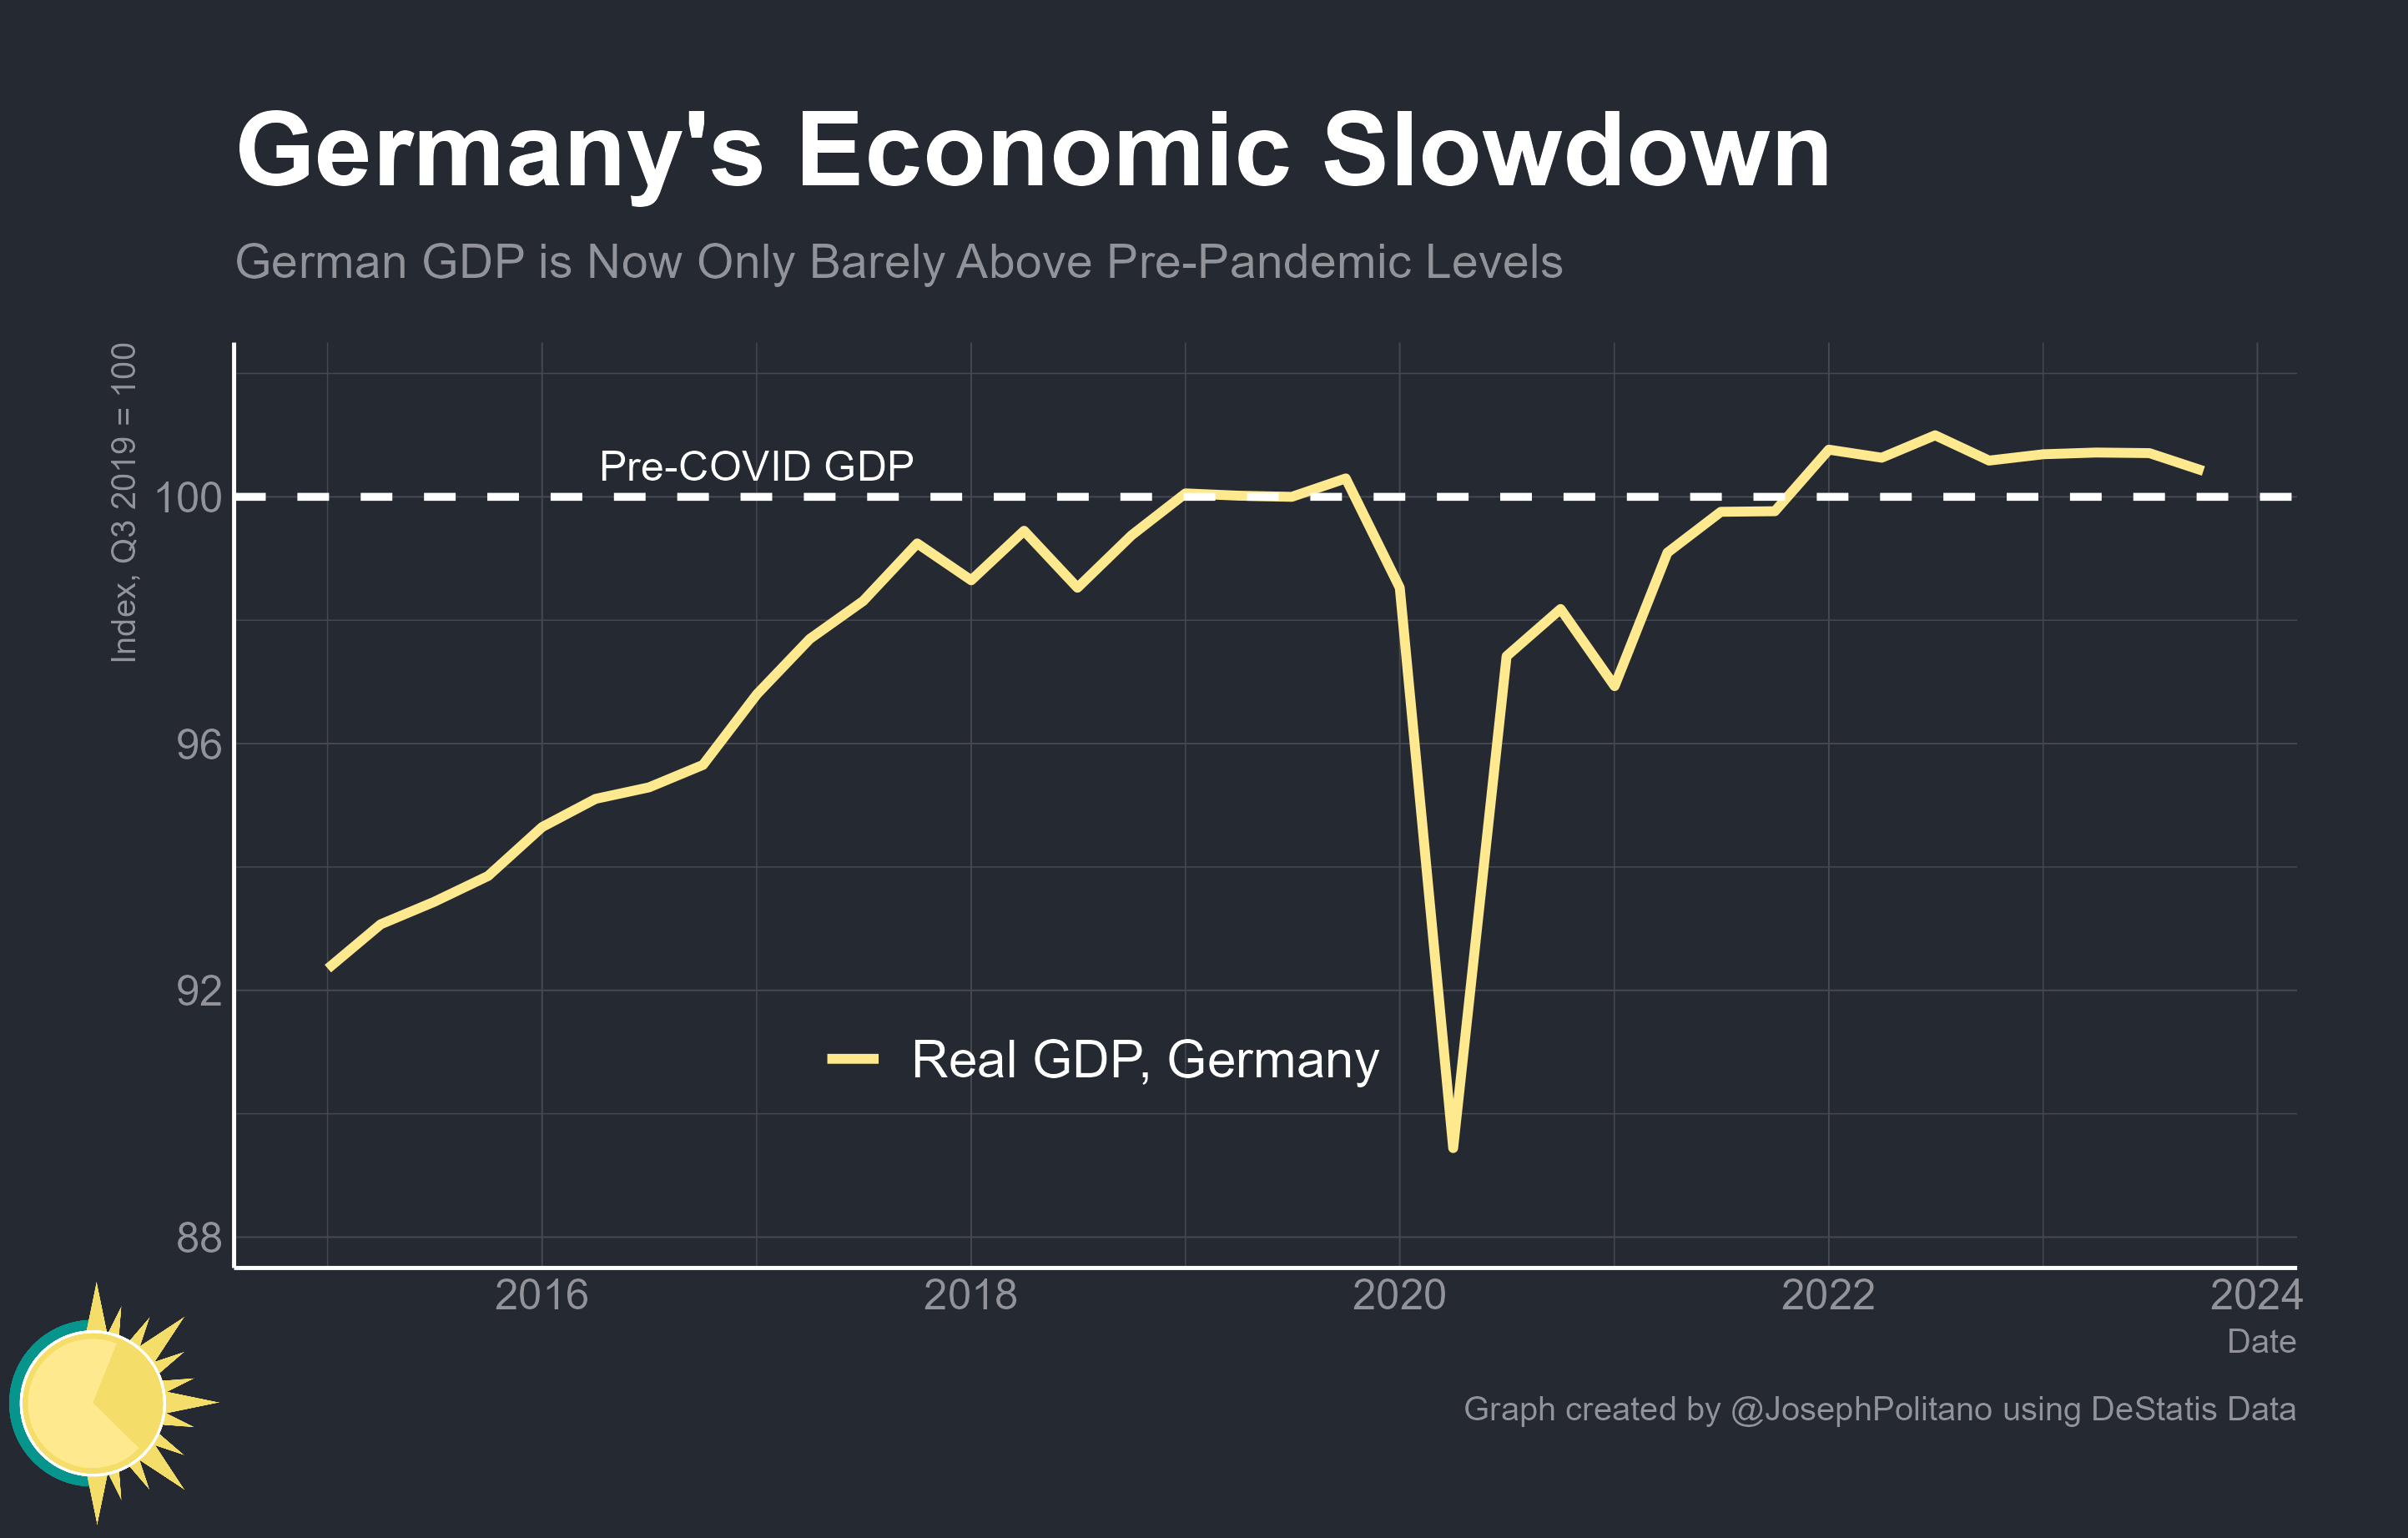 Germany's Economic Slowdown
German GDP is Now Only Barely Above Pre-Pandemic Levels
Index, Q3 2019 = 100
Pre-COVID GDP
100
96
92
88
Real GDP, Germany
2016
2018
2020
2022
2024
Date
Graph created by @JosephPolitano using DeStatis Data